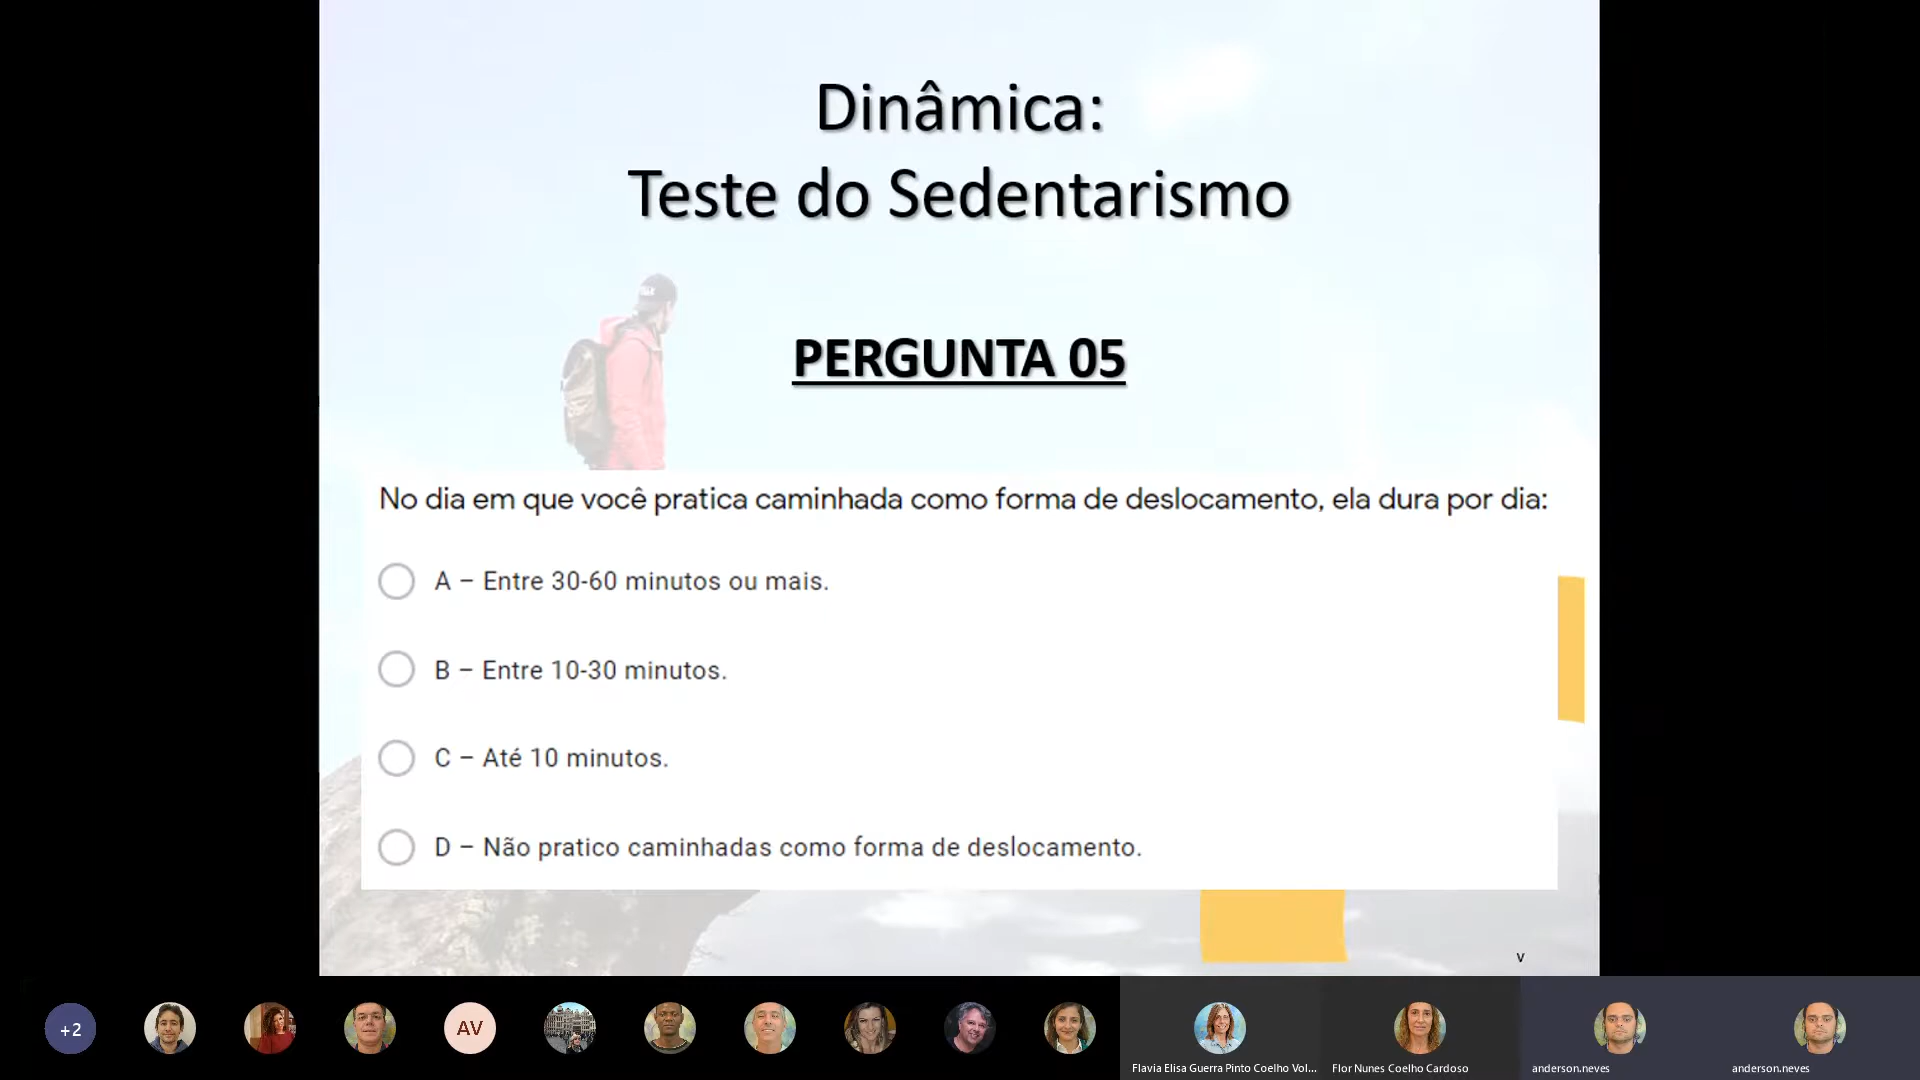 Dinâmica:
Teste do Sedentarismo
PERGUNTA 05
No dia em que você pratica caminhada como forma de deslocamento, ela dura por dia:
A – Entre 30-60 minutos ou mais.
B – Entre 10-30 minutos.
C – Até 10 minutos.
D – Não pratico caminhadas como forma de deslocamento.
v
+2
AV
Flavia Elisa Guerra Pinto Coelho Vol...
Flor Nunes Coelho Cardoso
anderson.neves
anderson.neves